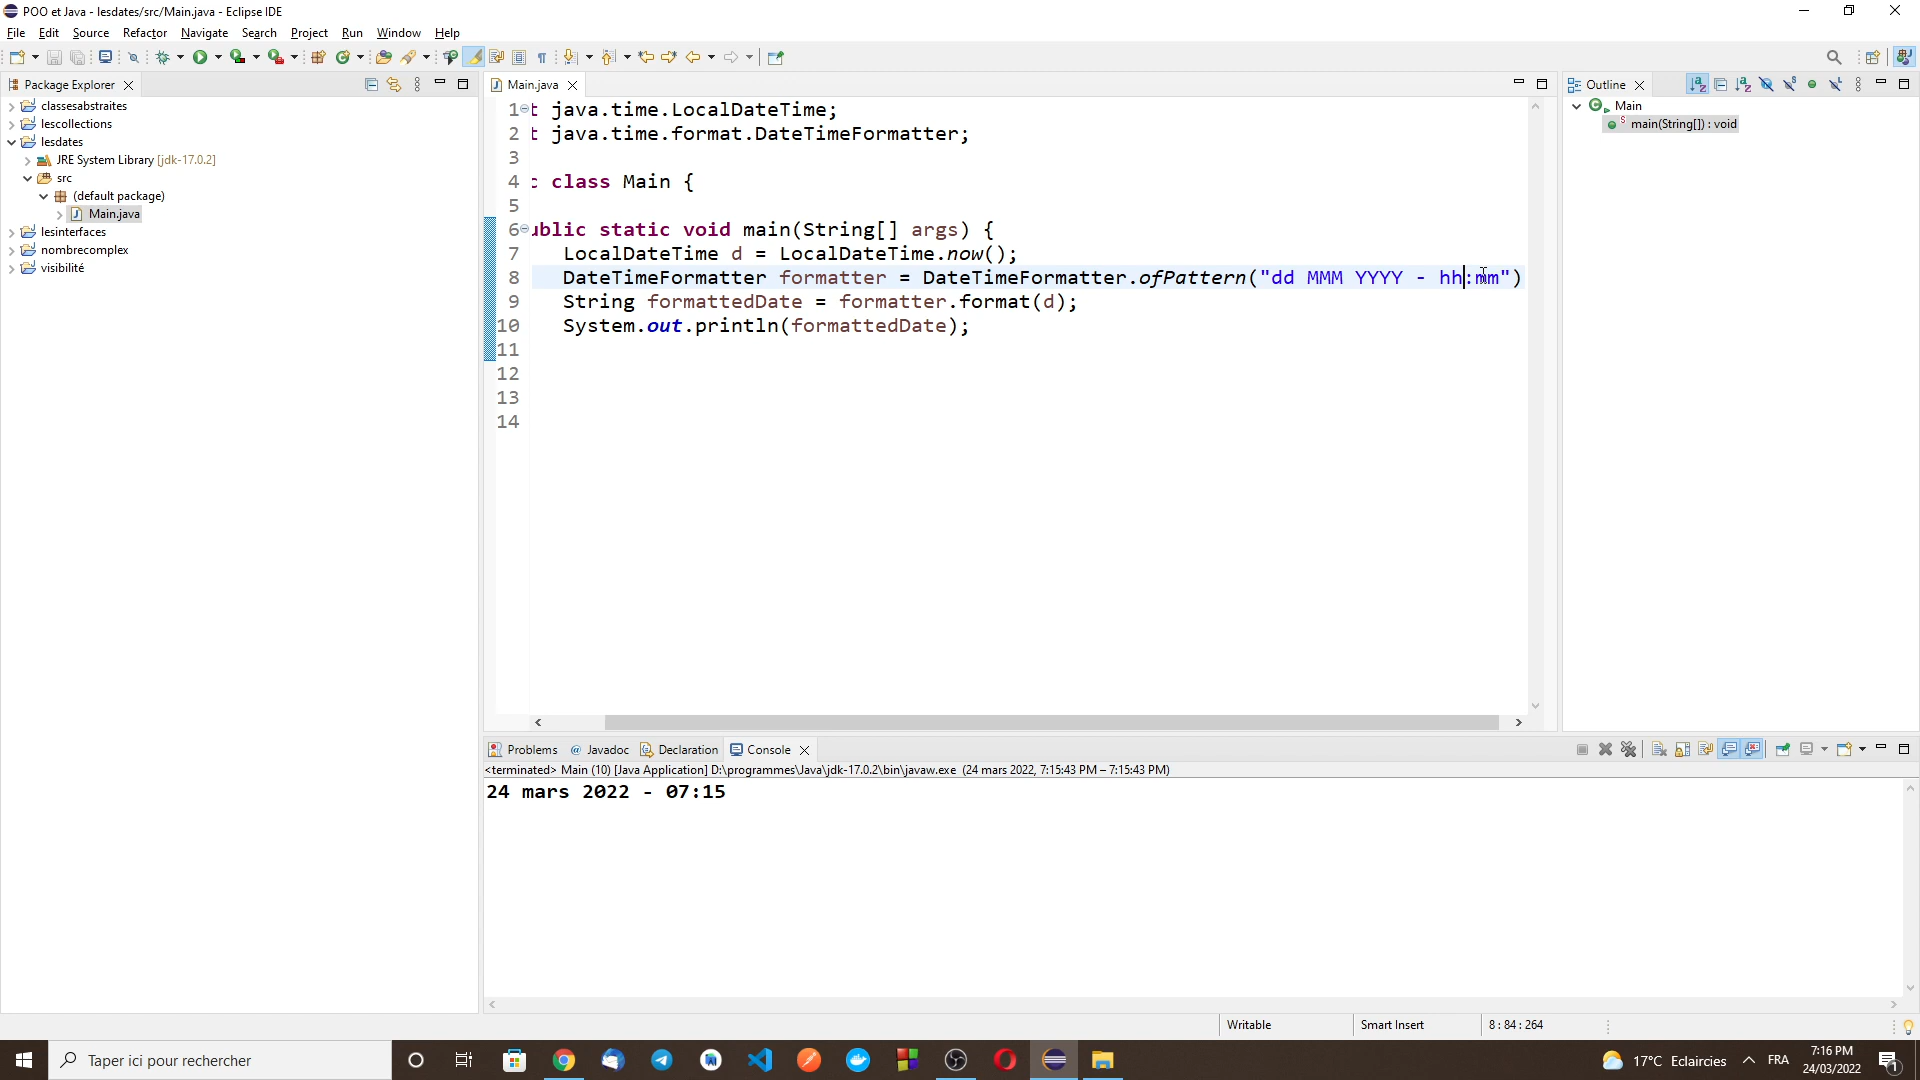 POO et Java - lesdates/src/Main.java - Eclipse IDE
File Edit Source Refactor Navigate Search Project Run Window Help
Package Explorer
classesabstraites
lescollections
lesdates
JRE System Library [jdk-17.0.2]
src
(default package)
Main.java
lesinterfaces
nombrecomplex
visibilité
Main.java
1 t java.time.LocalDateTime;
2 t java.time.format.DateTimeFormatter;
3
4 c class Main {
5
6 ublic static void main(String[] args) {
7 LocalDateTime d = LocalDateTime.now();
8 DateTimeFormatter formatter = DateTimeFormatter.ofPattern("dd MMM YYYY - hh:mm")
9 String formattedDate = formatter.format(d);
10 System.out.println(formattedDate);
11
12
13
14
Outline
Main
main(String[]) : void
Problems Javadoc Declaration Console
<terminated> Main (10) [Java Application] D:\programmes\Java\jdk-17.0.2\bin\javaw.exe (24 mars 2022, 7:15:43 PM – 7:15:43 PM)
24 mars 2022 - 07:15
Writable Smart Insert 8 : 84 : 264
Taper ici pour rechercher
17°C Eclaircies FRA 7:16 PM
24/03/2022
1